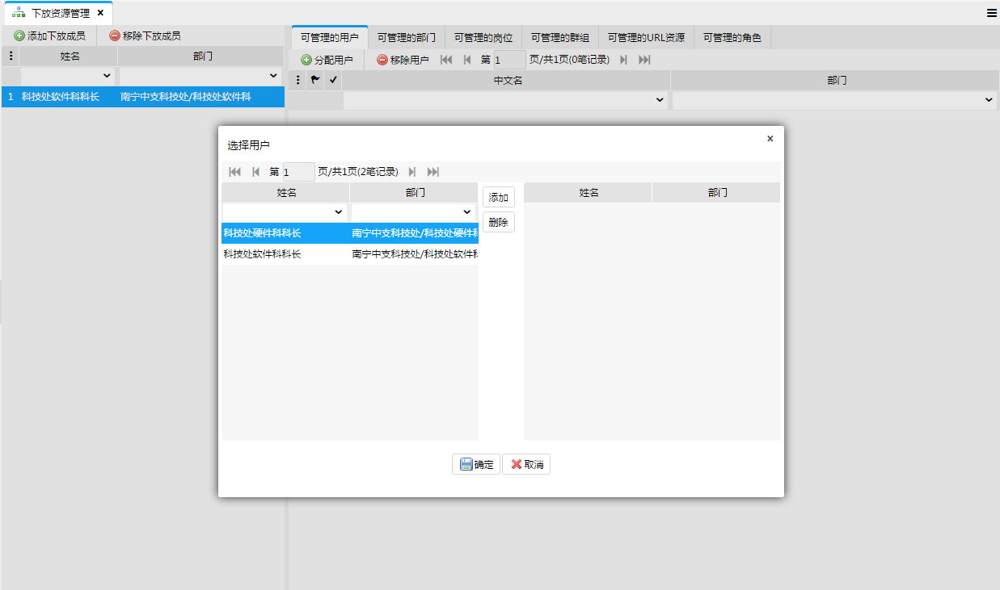 下放资源管理
添加下放成员 移除下放成员
姓名 部门
1 科技处软件科科长 南宁中支科技处/科技处软件科
可管理的用户 可管理的部门 可管理的岗位 可管理的群组 可管理的URL资源 可管理的角色
分配用户 移除用户 第 1 页/共1页(0笔记录)
中文名 部门
选择用户 x
第 1 页/共1页(2笔记录)
姓名 部门
科技处硬件科科长 南宁中支科技处/科技处硬件科
科技处软件科科长 南宁中支科技处/科技处软件科
添加
删除
姓名 部门
确定 取消